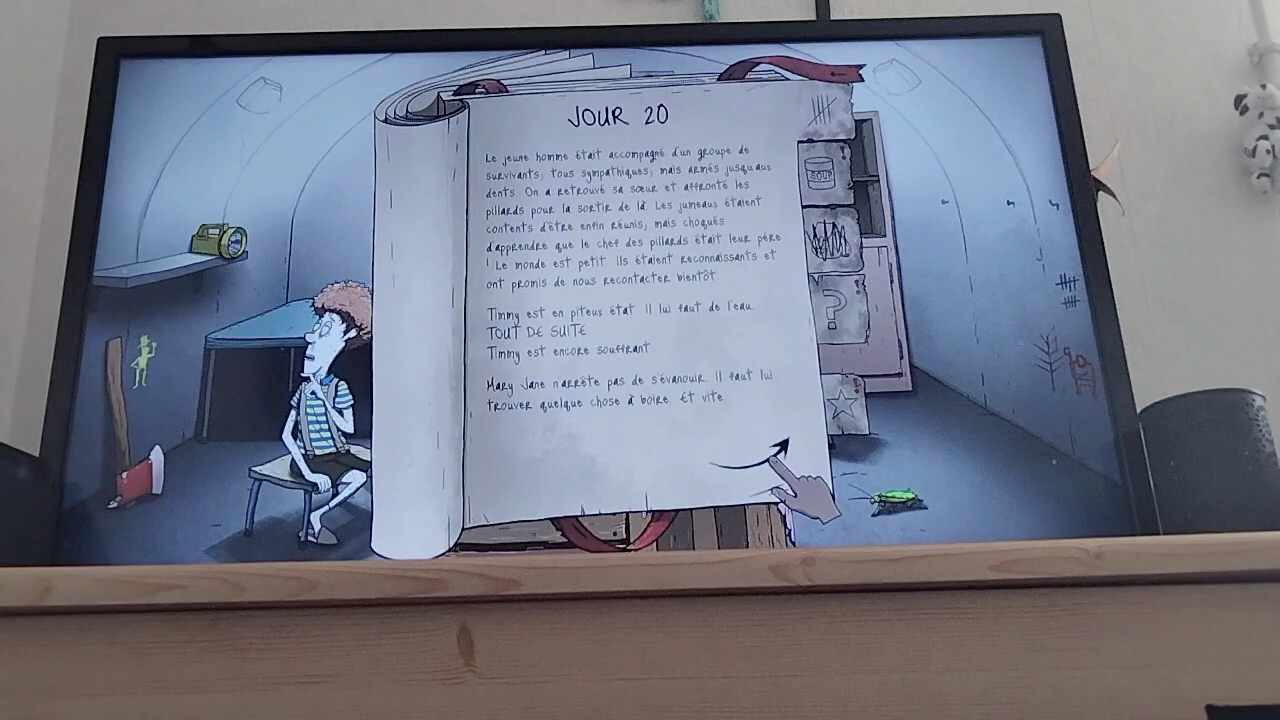 JOUR 20
Le jeune homme était accompagné d'un groupe de
survivants, tous sympathiques, mais armés jusqu'aux
dents. On a retrouvé sa sœur et affronté les
pillards pour la sortir de là. Les jumeaux étaient
contents d'être enfin réunis, mais choqués
d'apprendre que le chef des pillards était leur père
! Le monde est petit Ils étaient reconnaissants et
ont promis de nous recontacter bientôt
Timmy est en piteux état Il lui faut de l'eau
TOUT DE SUITE
Timmy est encore souffrant
Mary Jane n'arrête pas de s'évanouir Il faut lui
trouver quelque chose à boire. Et vite
SOUP
?